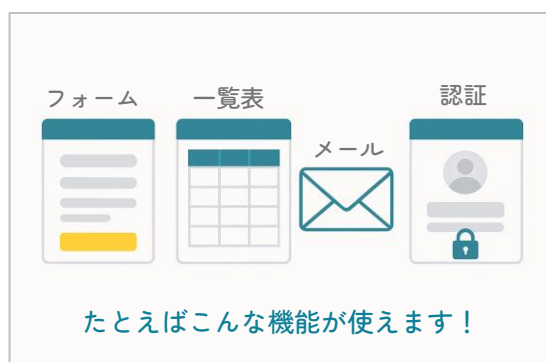 フォーム
一覧表
メール
認証
たとえばこんな機能が使えます！